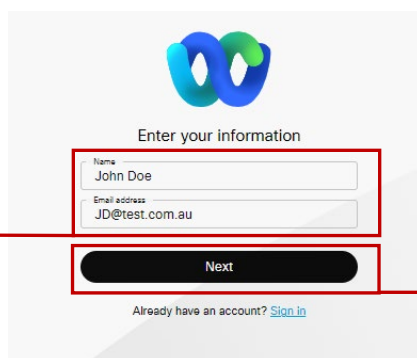 Enter your information
Name
John Doe
Email address
JD@test.com.au
Next
Already have an account? Sign in